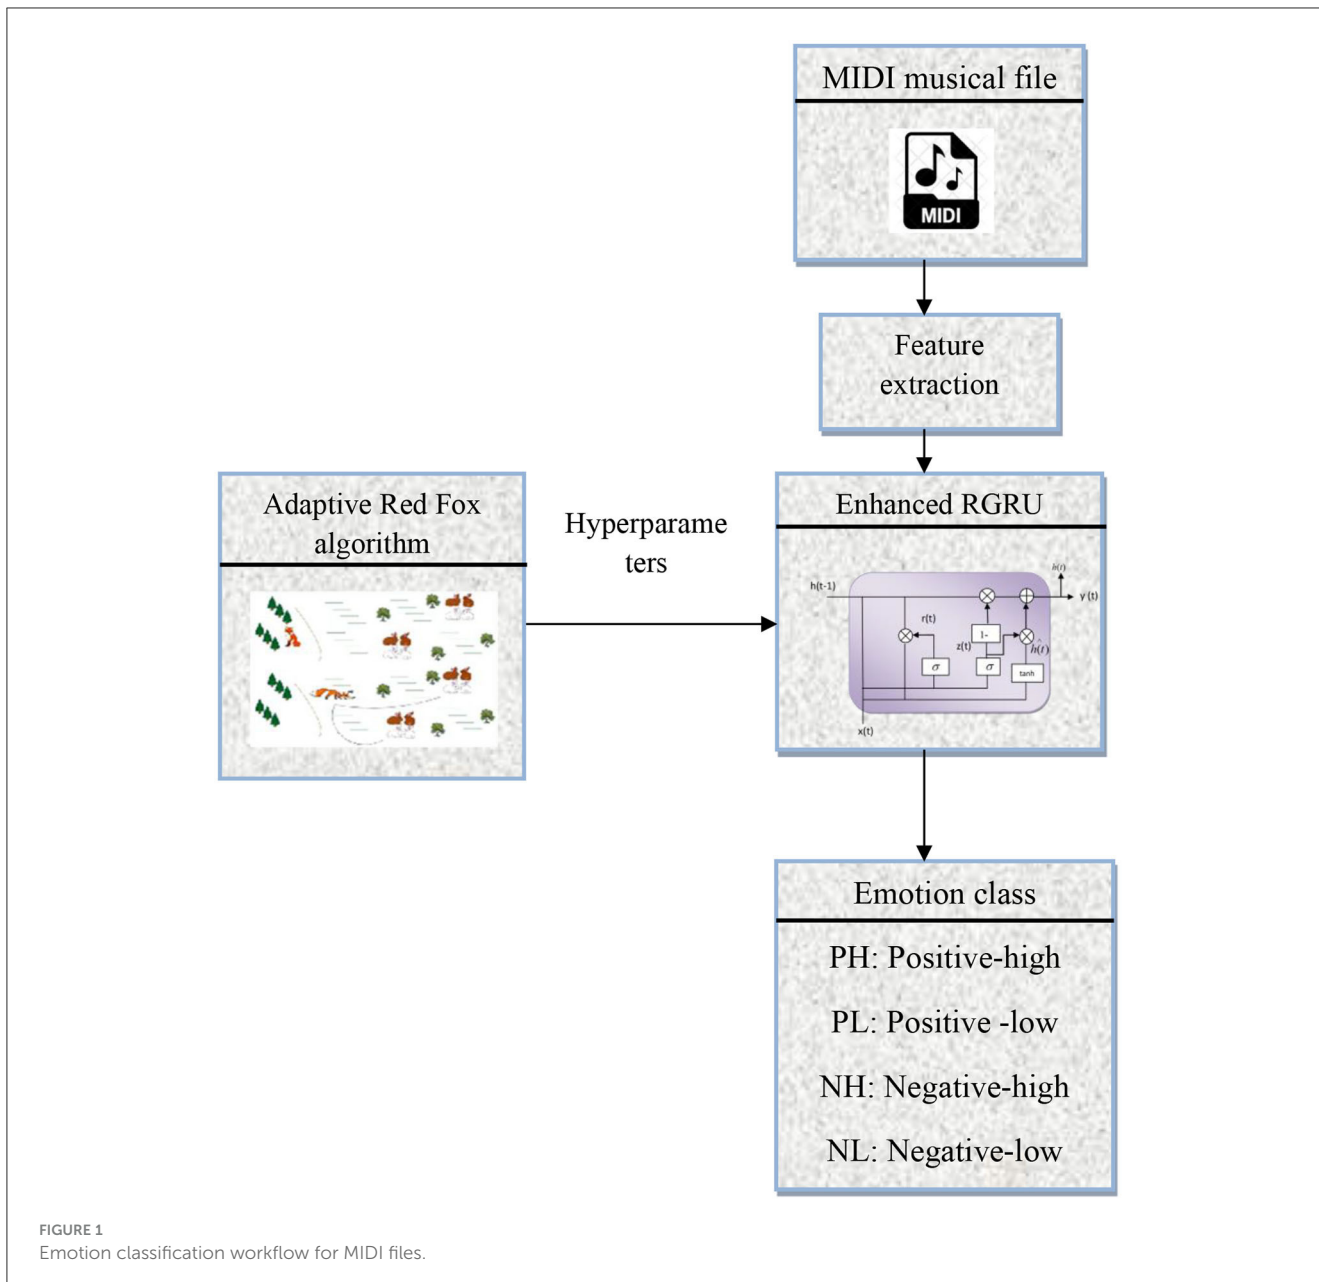 MIDI musical file
MIDI
Feature
extraction
Adaptive Red Fox
algorithm
Hyperparame
ters
Enhanced RGRU
h(t-1)
h(t)
y (t)
r(t)
1-
z(t)
ĥ(t)
σ
σ
tanh
x(t)
Emotion class
PH: Positive-high
PL: Positive -low
NH: Negative-high
NL: Negative-low
FIGURE 1
Emotion classification workflow for MIDI files.